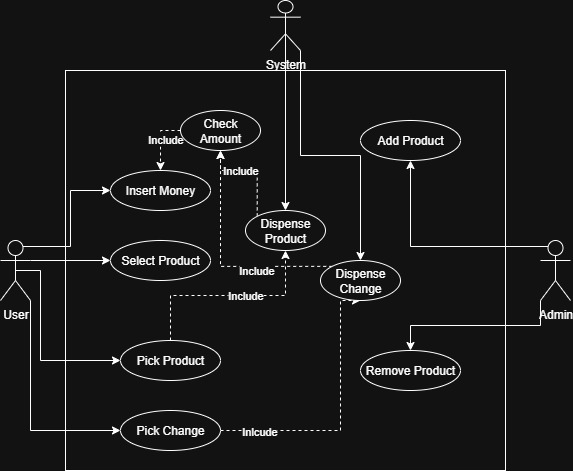 System
Check
Amount
Include
Add Product
Include
Insert Money
Dispense
Product
Select Product
Include
Dispense
Change
Include
User
Admin
Pick Product
Remove Product
Pick Change
Inlcude